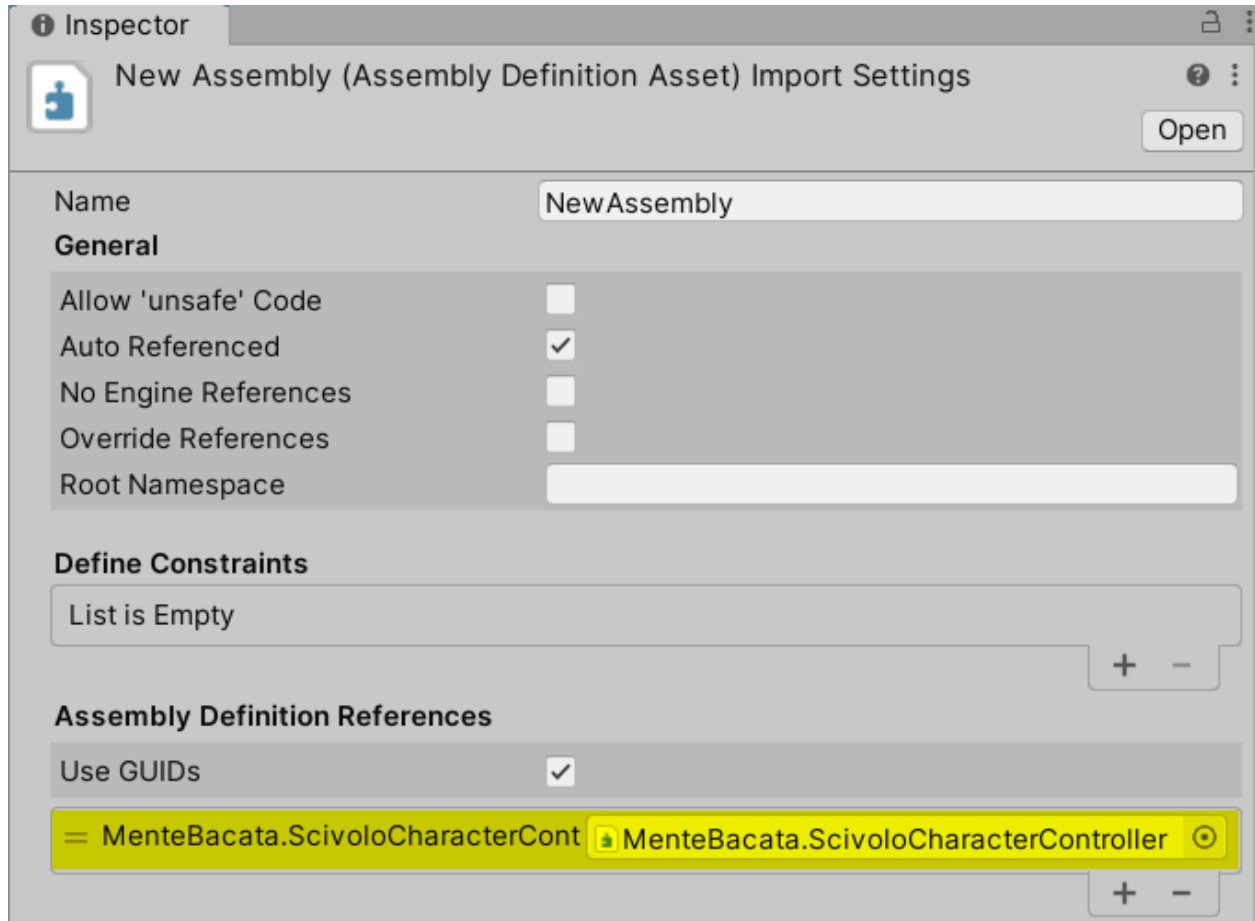 Inspector
New Assembly (Assembly Definition Asset) Import Settings
Open
Name NewAssembly
General
Allow 'unsafe' Code
Auto Referenced
No Engine References
Override References
Root Namespace
Define Constraints
List is Empty
+ −
Assembly Definition References
Use GUIDs
= MenteBacata.ScivoloCharacterCont MenteBacata.ScivoloCharacterController
+ −